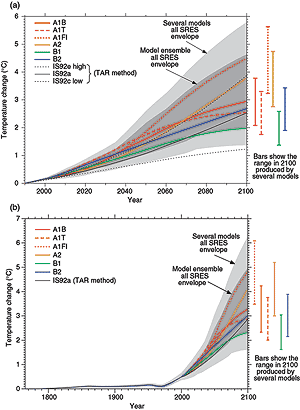 (a)
A1B
A1T
A1FI
A2
B1
B2
IS92e high
IS92a
IS92c low
(TAR method)
Several models
all SRES
envelope
Model ensemble
all SRES
envelope
Temperature change (°C)
6
5
4
3
2
1
0
2000
2020
2040
2060
2080
2100
Year
Bars show the
range in 2100
produced by
several models
(b)
A1B
A1T
A1FI
A2
B1
B2
IS92a (TAR method)
Several models
all SRES
envelope
Model ensemble
all SRES
envelope
Temperature change (°C)
7
6
5
4
3
2
1
0
1800
1900
2000
2100
Year
Bars show the
range in 2100
produced by
several models